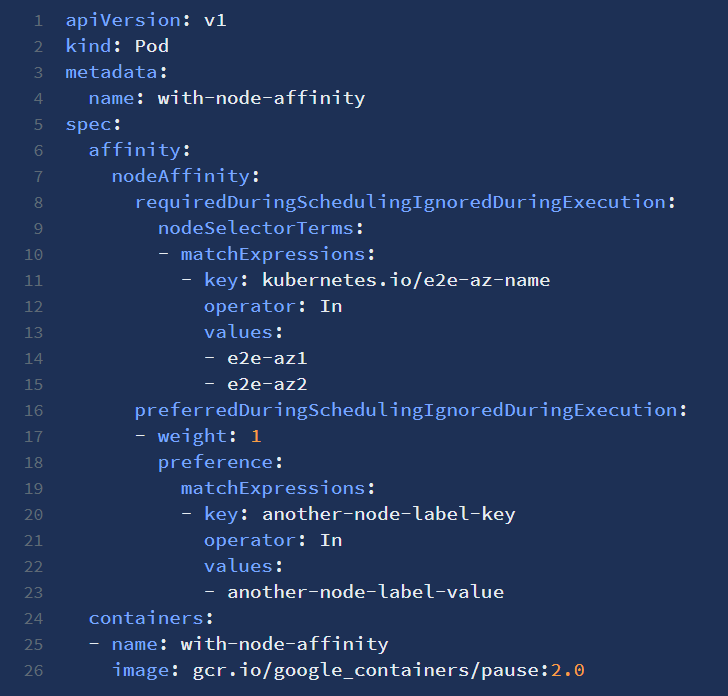 1 apiVersion: v1
2 kind: Pod
3 metadata:
4   name: with-node-affinity
5 spec:
6   affinity:
7     nodeAffinity:
8       requiredDuringSchedulingIgnoredDuringExecution:
9         nodeSelectorTerms:
10         - matchExpressions:
11           - key: kubernetes.io/e2e-az-name
12             operator: In
13             values:
14             - e2e-az1
15             - e2e-az2
16       preferredDuringSchedulingIgnoredDuringExecution:
17       - weight: 1
18         preference:
19           matchExpressions:
20           - key: another-node-label-key
21             operator: In
22             values:
23             - another-node-label-value
24   containers:
25   - name: with-node-affinity
26     image: gcr.io/google_containers/pause:2.0